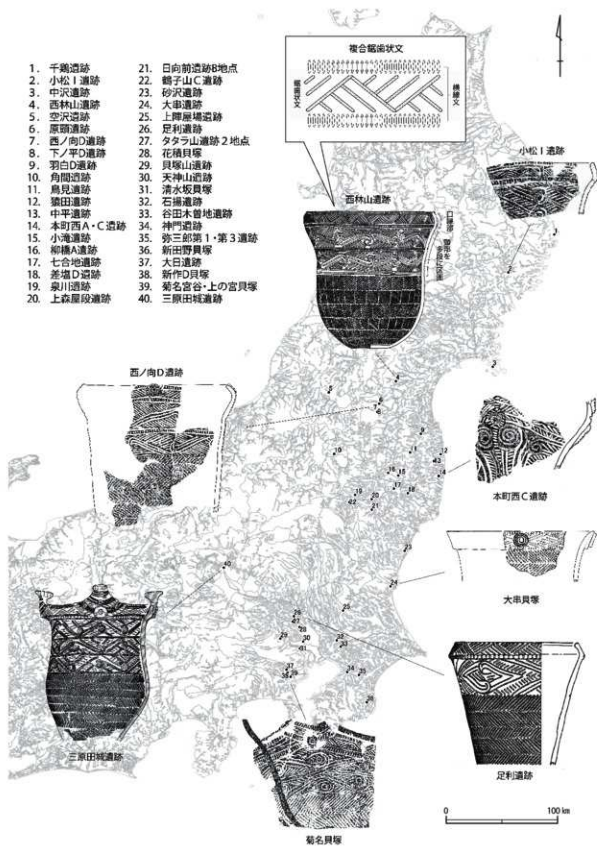 1. 千鶏遺跡
2. 小松Ⅰ遺跡
3. 中沢遺跡
4. 西林山遺跡
5. 空沢遺跡
6. 原頭遺跡
7. 西ノ向D遺跡
8. 下ノ平D遺跡
9. 羽白D遺跡
10. 角間遺跡
11. 鳥見遺跡
12. 猿田遺跡
13. 中平遺跡
14. 本町西A・C遺跡
15. 小滝遺跡
16. 柳橋A遺跡
17. 七合地遺跡
18. 差塩D遺跡
19. 泉川遺跡
20. 上森屋段遺跡
21. 日向前遺跡B地点
22. 鶴子山C遺跡
23. 砂沢遺跡
24. 大串遺跡
25. 上陣屋場遺跡
26. 足利遺跡
27. タタラ山遺跡2地点
28. 花積貝塚
29. 貝塚山遺跡
30. 天神山遺跡
31. 清水坂貝塚
32. 石揚遺跡
33. 谷田木曽地遺跡
34. 神門遺跡
35. 弥三郎第1・第3遺跡
36. 新田野貝塚
37. 大日遺跡
38. 新作D貝塚
39. 菊名宮谷・上の宮貝塚
40. 三原田城遺跡
複合鋸歯状文
鋸歯状文
横線文
小松Ⅰ遺跡
西林山遺跡
口縁部
西ノ向D遺跡
本町西C遺跡
大串貝塚
三原田城遺跡
足利遺跡
菊名貝塚
0 100 km